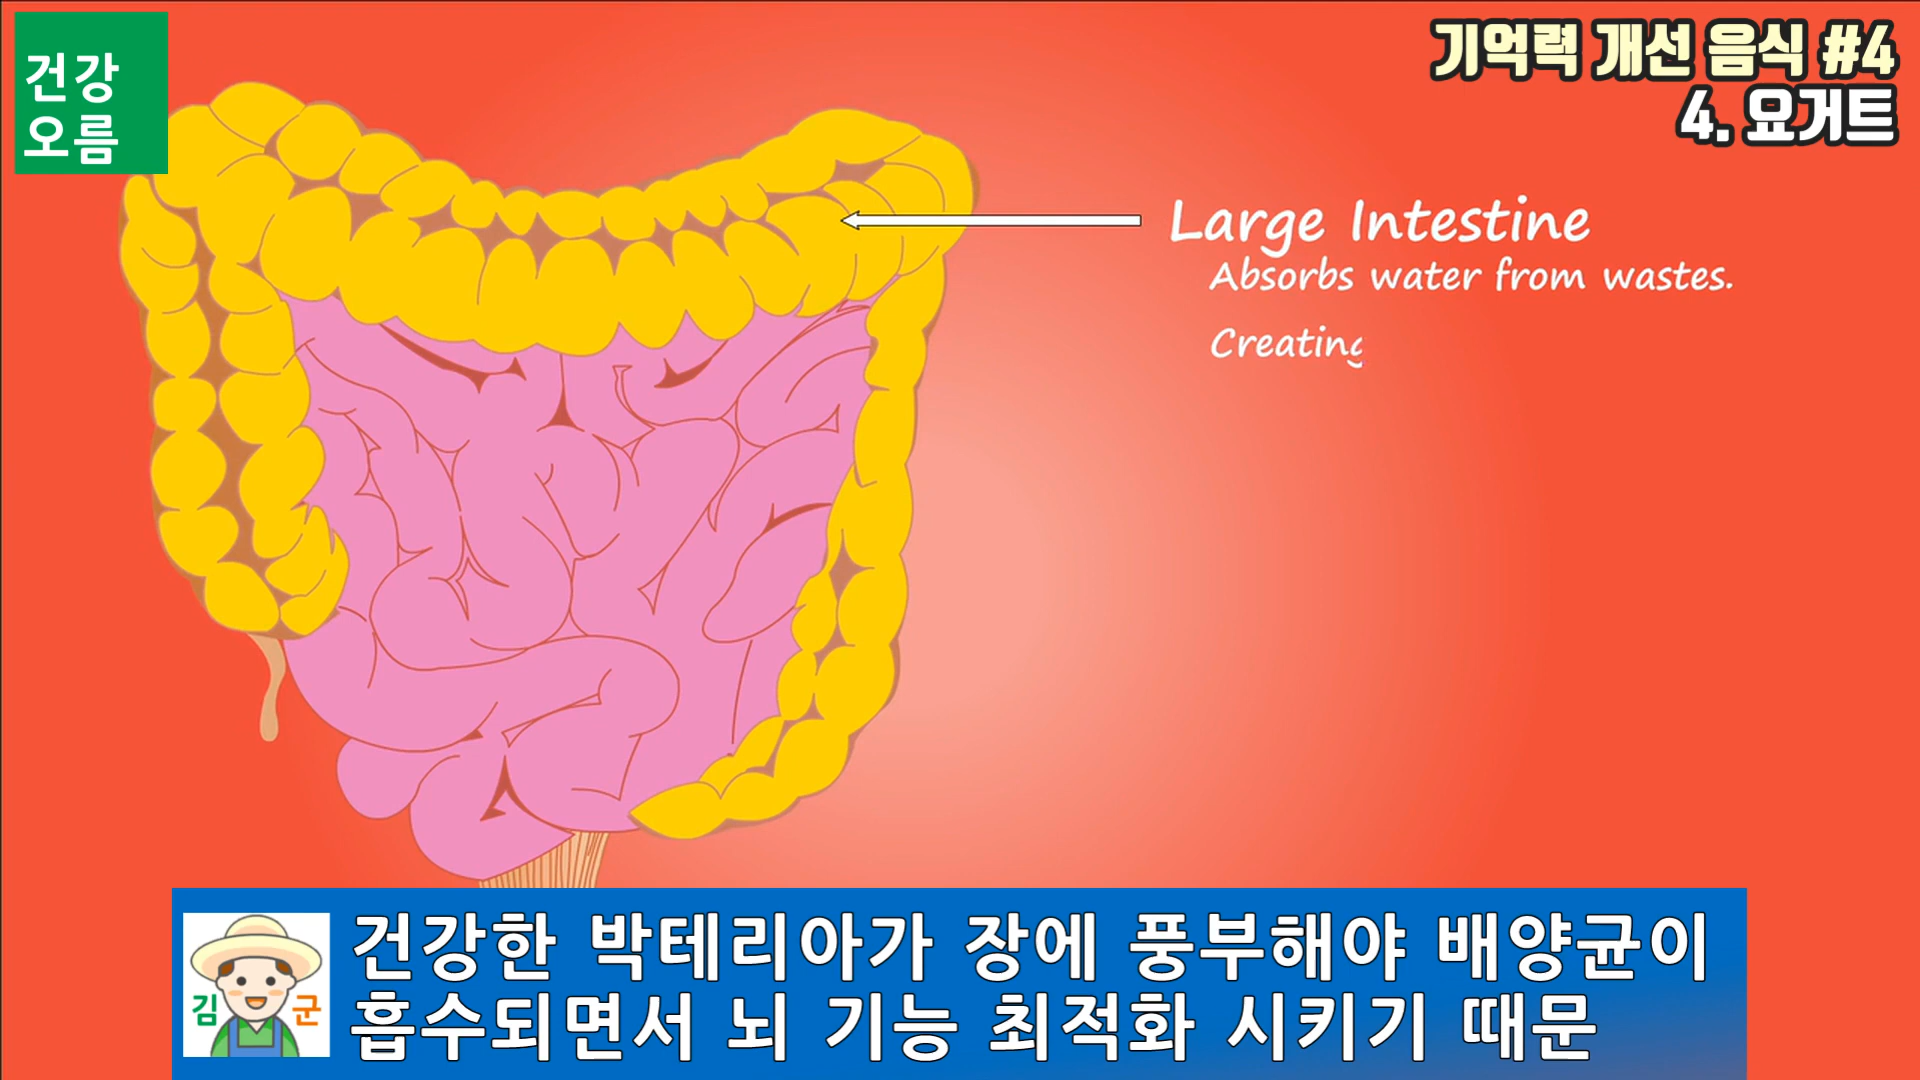 건강
오름
기억력 개선 음식 #4
4. 요거트
Large Intestine
Absorbs water from wastes.
Creating
건강한 박테리아가 장에 풍부해야 배양균이
흡수되면서 뇌 기능 최적화 시키기 때문
김 군